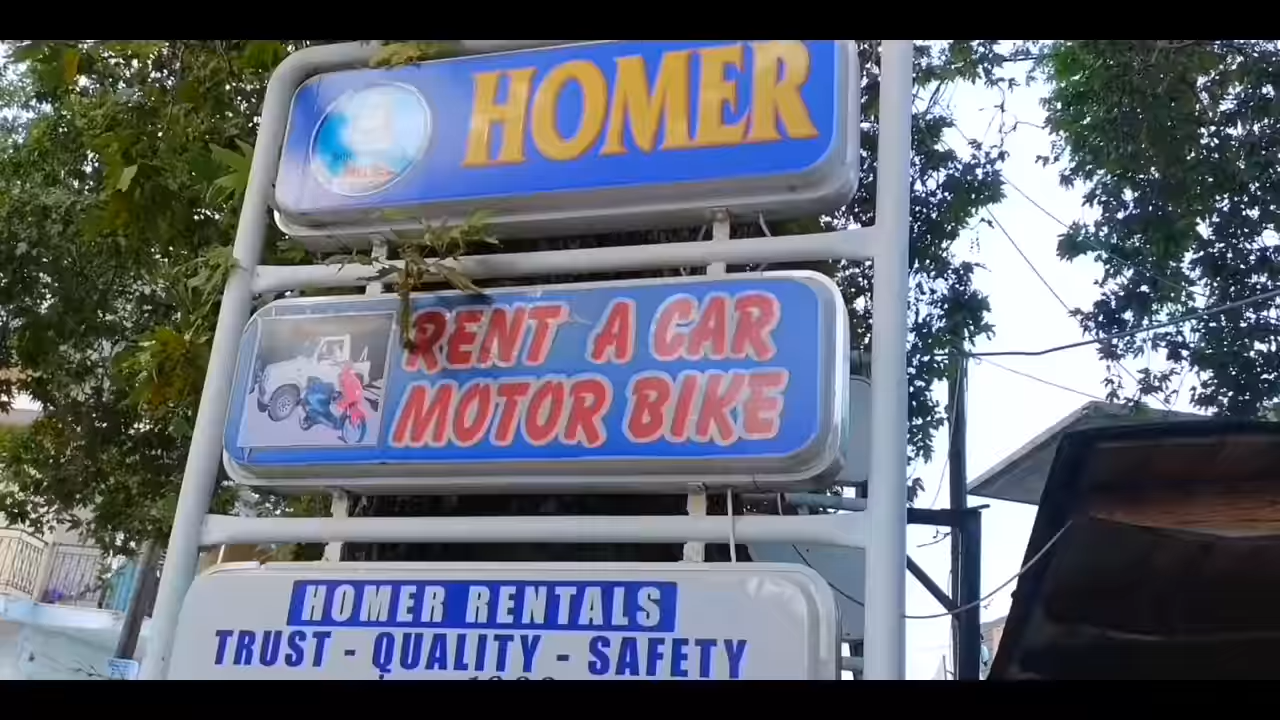 HOMER
RENT A CAR
MOTOR BIKE
HOMER RENTALS
TRUST - QUALITY - SAFETY